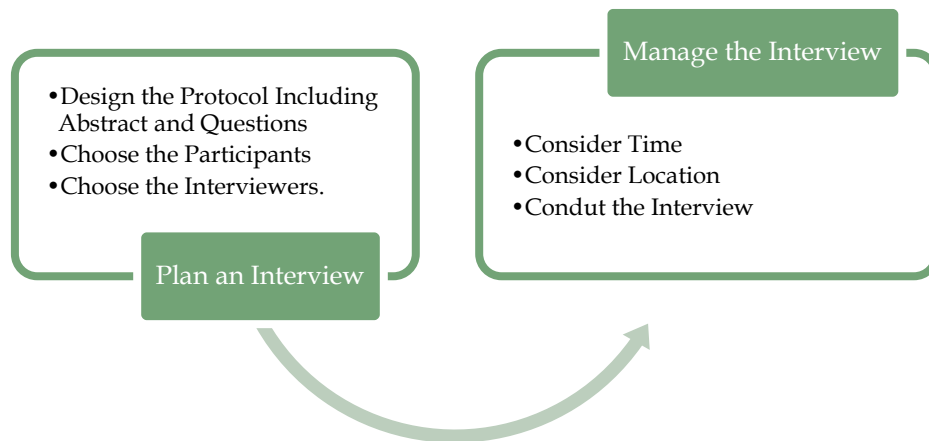 •Design the Protocol Including
Abstract and Questions
•Choose the Participants
•Choose the Interviewers.
Plan an Interview
Manage the Interview
•Consider Time
•Consider Location
•Condut the Interview